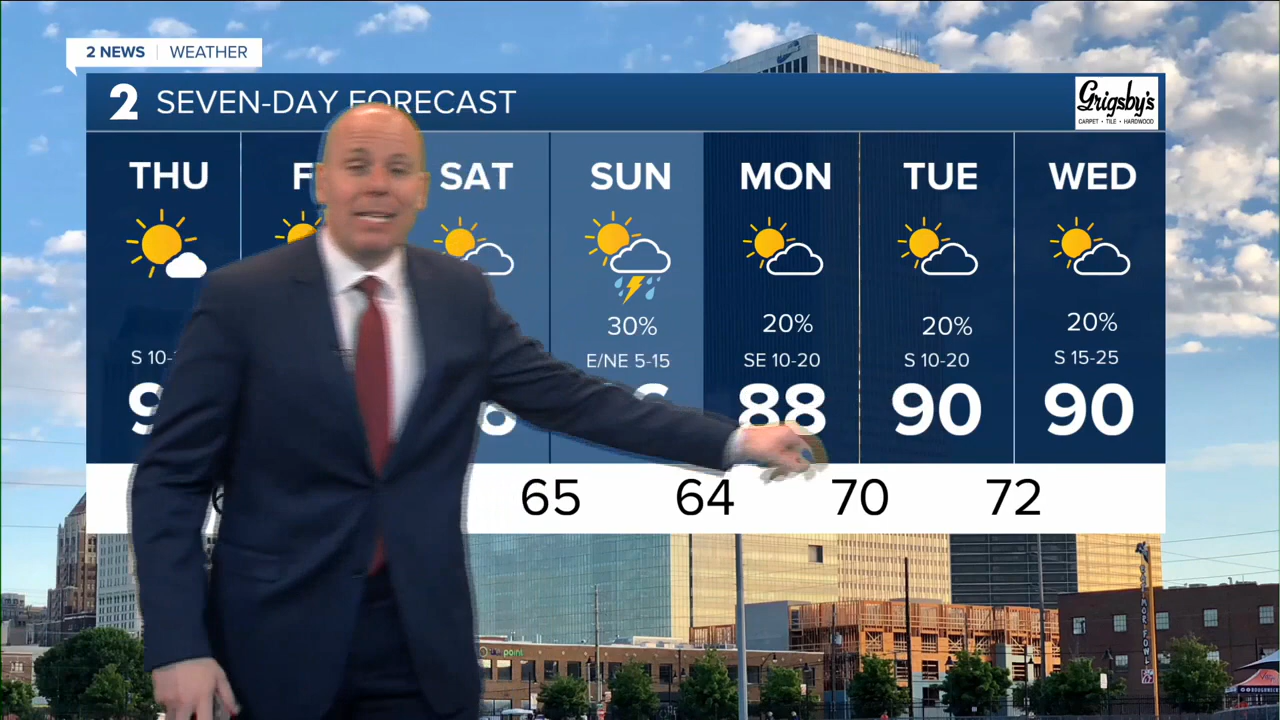 2 NEWS WEATHER
2 SEVEN-DAY FORECAST
Grigsby's
CARPET • TILE • HARDWOOD
THU SAT SUN MON TUE WED
30% 20% 20% 20%
S 10- E/NE 5-15 SE 10-20 S 10-20 S 15-25
88 90 90
65 64 70 72